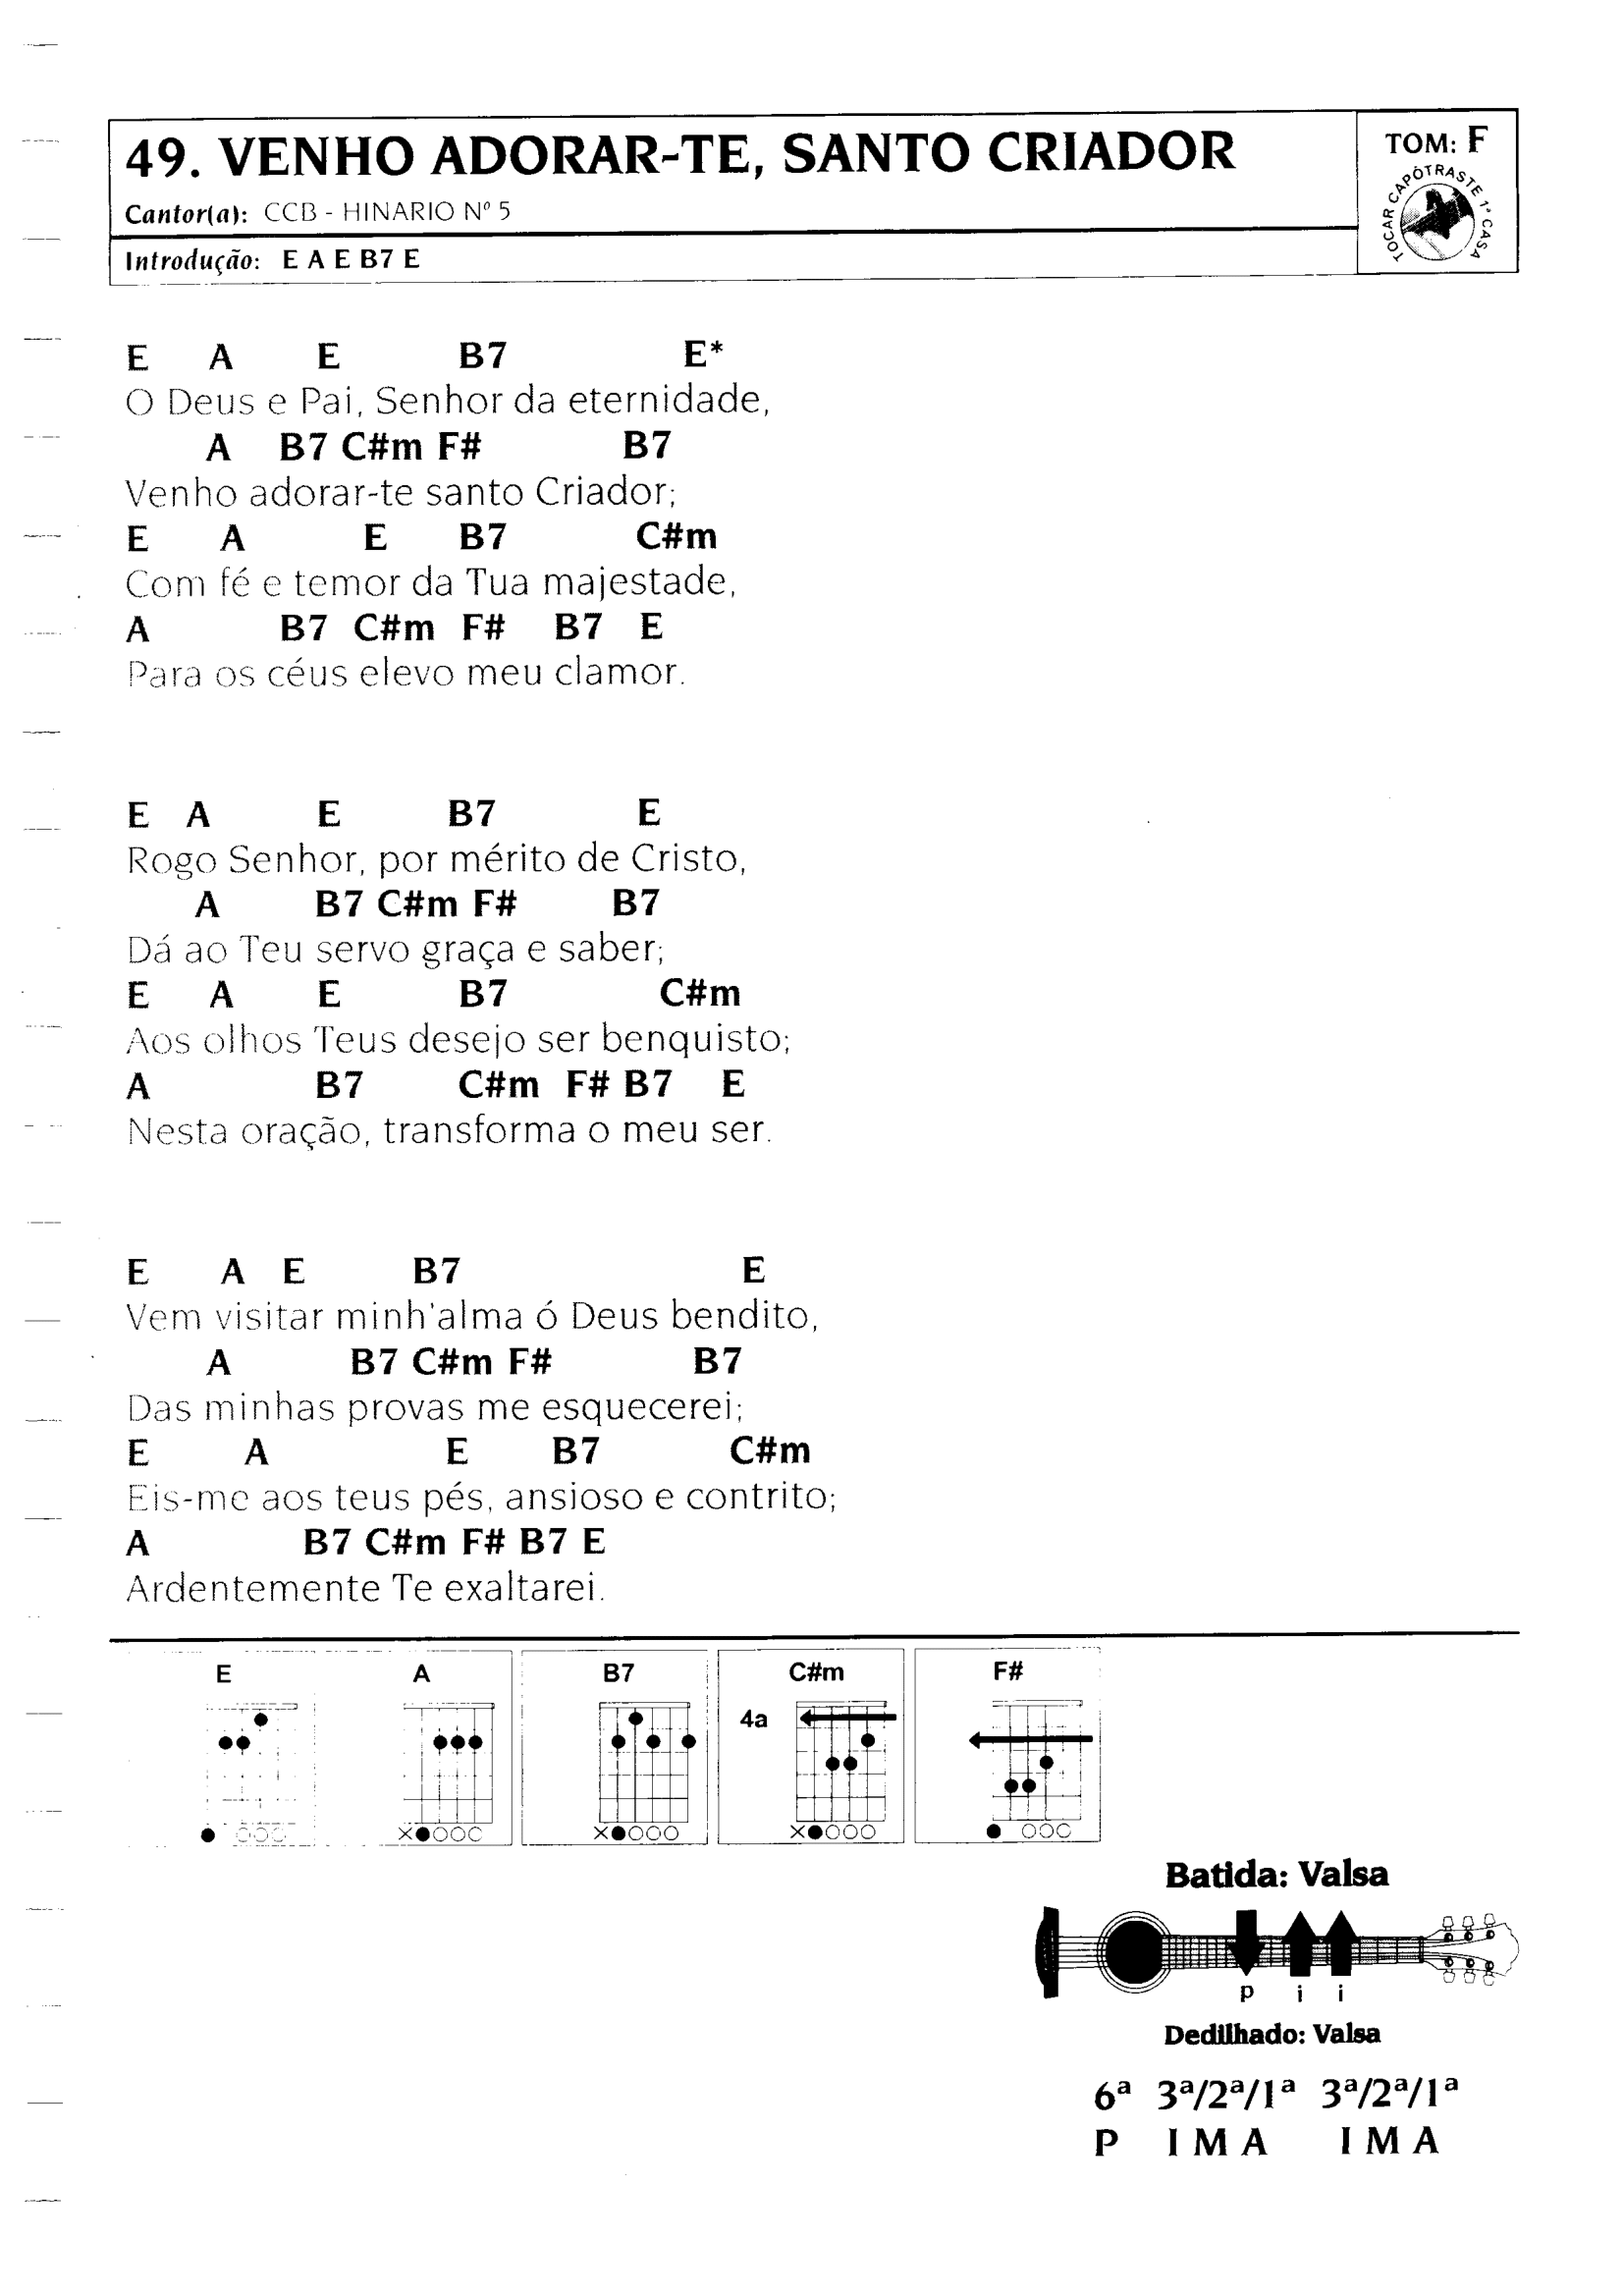 49. VENHO ADORAR-TE, SANTO CRIADOR
Cantor(a): CCB - HINARIO Nº 5
Introdução: E A E B7 E
TOM: F
TOCAR CAPÓTRASTE 1ª CASA
E A E B7 E*
O Deus e Pai, Senhor da eternidade,
A B7 C#m F# B7
Venho adorar-te santo Criador;
E A E B7 C#m
Com fé e temor da Tua majestade,
A B7 C#m F# B7 E
Para os céus elevo meu clamor.
E A E B7 E
Rogo Senhor, por mérito de Cristo,
A B7 C#m F# B7
Dá ao Teu servo graça e saber;
E A E B7 C#m
Aos olhos Teus desejo ser benquisto;
A B7 C#m F# B7 E
Nesta oração, transforma o meu ser.
E A E B7 E
Vem visitar minh'alma ó Deus bendito,
A B7 C#m F# B7
Das minhas provas me esquecerei;
E A E B7 C#m
Eis-me aos teus pés, ansioso e contrito;
A B7 C#m F# B7 E
Ardentemente Te exaltarei.
E A B7 C#m F#
4a
Batida: Valsa
p i i
Dedilhado: Valsa
6ª 3ª/2ª/1ª 3ª/2ª/1ª
P I M A I M A